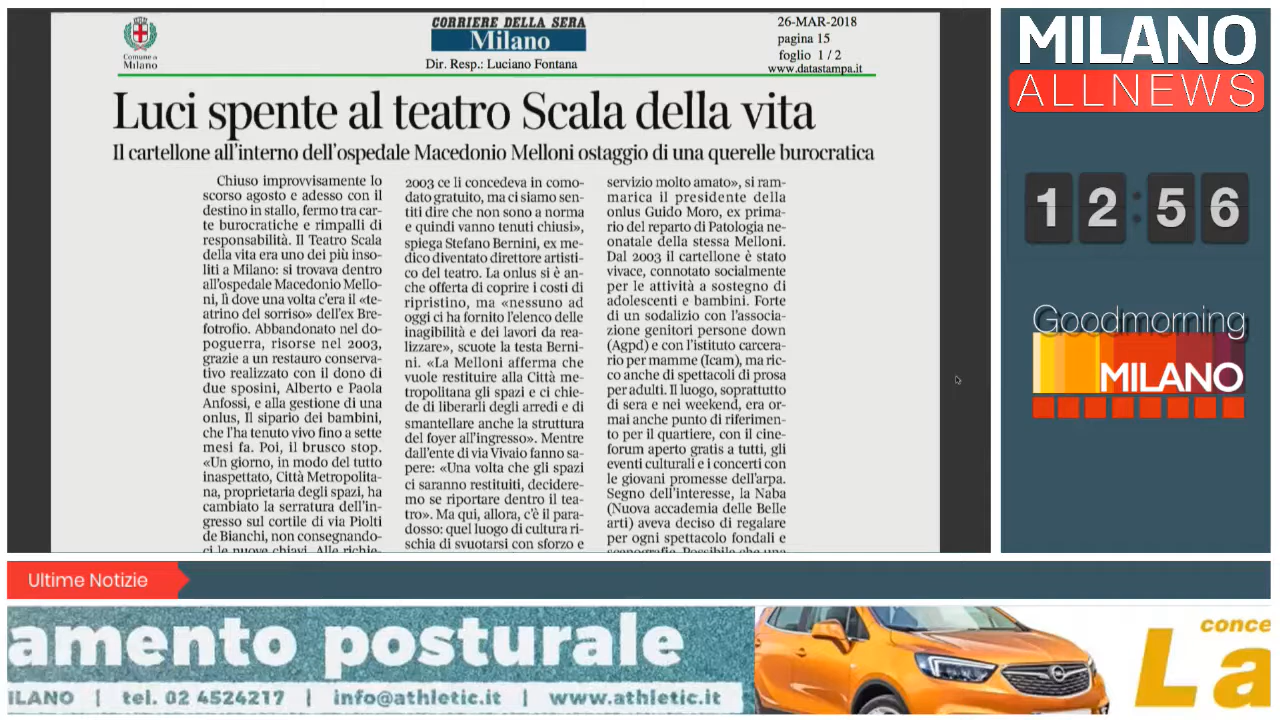 Comune di
Milano
CORRIERE DELLA SERA
Milano
Dir. Resp.: Luciano Fontana
26-MAR-2018
pagina 15
foglio 1 / 2
www.datastampa.it
Luci spente al teatro Scala della vita
Il cartellone all'interno dell'ospedale Macedonio Melloni ostaggio di una querelle burocratica
Chiuso improvvisamente lo
scorso agosto e adesso con il
destino in stallo, fermo tra car-
te burocratiche e rimpalli di
responsabilità. Il Teatro Scala
della vita era uno dei più inso-
liti a Milano: si trovava dentro
all'ospedale Macedonio Mello-
ni, lì dove una volta c'era il «te-
atrino del sorriso» dell'ex Bre-
fotrofio. Abbandonato nel do-
poguerra, risorse nel 2003,
grazie a un restauro conserva-
tivo realizzato con il dono di
due sposini, Alberto e Paola
Anfossi, e alla gestione di una
onlus, Il sipario dei bambini,
che l'ha tenuto vivo fino a sette
mesi fa. Poi, il brusco stop.
«Un giorno, in modo del tutto
inaspettato, Città Metropolita-
na, proprietaria degli spazi, ha
cambiato la serratura dell'in-
gresso sul cortile di via Piolti
de Bianchi, non consegnando-
ci le nuove chiavi. Alle richie-
2003 ce li concedeva in como-
dato gratuito, ma ci siamo sen-
titi dire che non sono a norma
e quindi vanno tenuti chiusi»,
spiega Stefano Bernini, ex me-
dico diventato direttore artisti-
co del teatro. La onlus si è an-
che offerta di coprire i costi di
ripristino, ma «nessuno ad
oggi ci ha fornito l'elenco delle
inagibilità e dei lavori da rea-
lizzare», scuote la testa Berni-
ni. «La Melloni afferma che
vuole restituire alla Città me-
tropolitana gli spazi e ci chie-
de di liberarli degli arredi e di
smantellare anche la struttura
del foyer all'ingresso». Mentre
dall'ente di via Vivaio fanno sa-
pere: «Una volta che gli spazi
ci saranno restituiti, decidere-
mo se riportare dentro il tea-
tro». Ma qui, allora, c'è il para-
dosso: quel luogo di cultura ri-
schia di svuotarsi con sforzo e
servizio molto amato», si ram-
marica il presidente della
onlus Guido Moro, ex prima-
rio del reparto di Patologia ne-
onatale della stessa Melloni.
Dal 2003 il cartellone è stato
vivace, connotato socialmente
per le attività a sostegno di
adolescenti e bambini. Forte
di un sodalizio con l'associa-
zione genitori persone down
(Agpd) e con l'istituto carcera-
rio per mamme (Icam), ma ric-
co anche di spettacoli di prosa
per adulti. Il luogo, soprattutto
di sera e nei weekend, era or-
mai anche punto di riferimen-
to per il quartiere, con il cine-
forum aperto gratis a tutti, gli
eventi culturali e i concerti con
le giovani promesse dell'arpa.
Segno dell'interesse, la Naba
(Nuova accademia delle Belle
arti) aveva deciso di regalare
per ogni spettacolo fondali e
scenografie. Possibile che una
MILANO
ALLNEWS
12:56
Goodmorning
MILANO
Ultime Notizie
amento posturale
ILANO | tel. 02 4524217 | info@athletic.it | www.athletic.it
conce
La